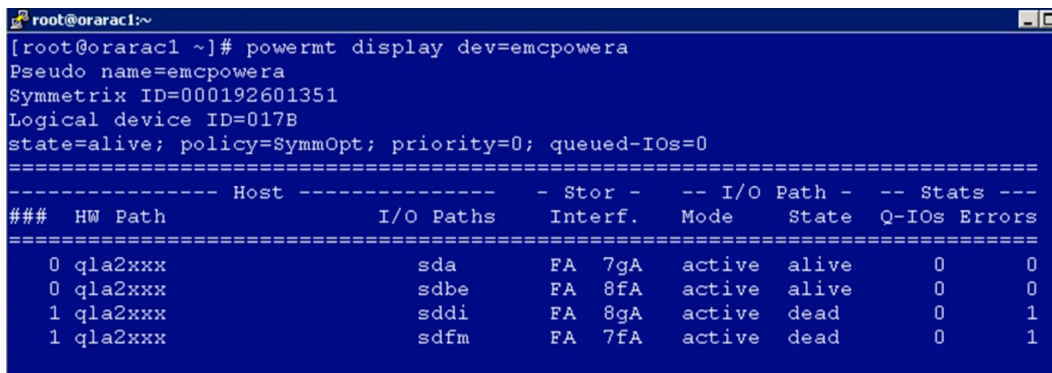 root@orarac1:~
[root@orarac1 ~]# powermt display dev=emcpowera
Pseudo name=emcpowera
Symmetrix ID=000192601351
Logical device ID=017B
state=alive; policy=SymmOpt; priority=0; queued-IOs=0
==============================================================================
---------------- Host ---------------   - Stor -   -- I/O Path -  -- Stats ---
###  HW Path                I/O Paths    Interf.   Mode    State  Q-IOs Errors
==============================================================================
   0 qla2xxx                   sda       FA  7gA   active  alive      0      0
   0 qla2xxx                   sdbe      FA  8fA   active  alive      0      0
   1 qla2xxx                   sddi      FA  8gA   active  dead       0      1
   1 qla2xxx                   sdfm      FA  7fA   active  dead       0      1